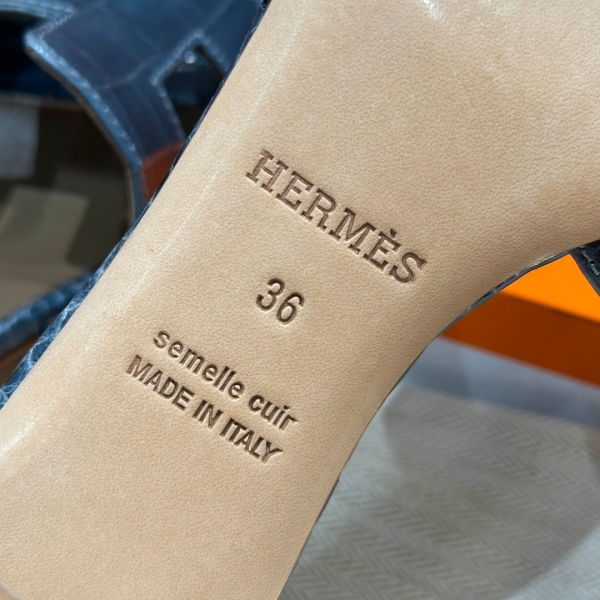 HERMÈS
36
semelle cuir
MADE IN ITALY